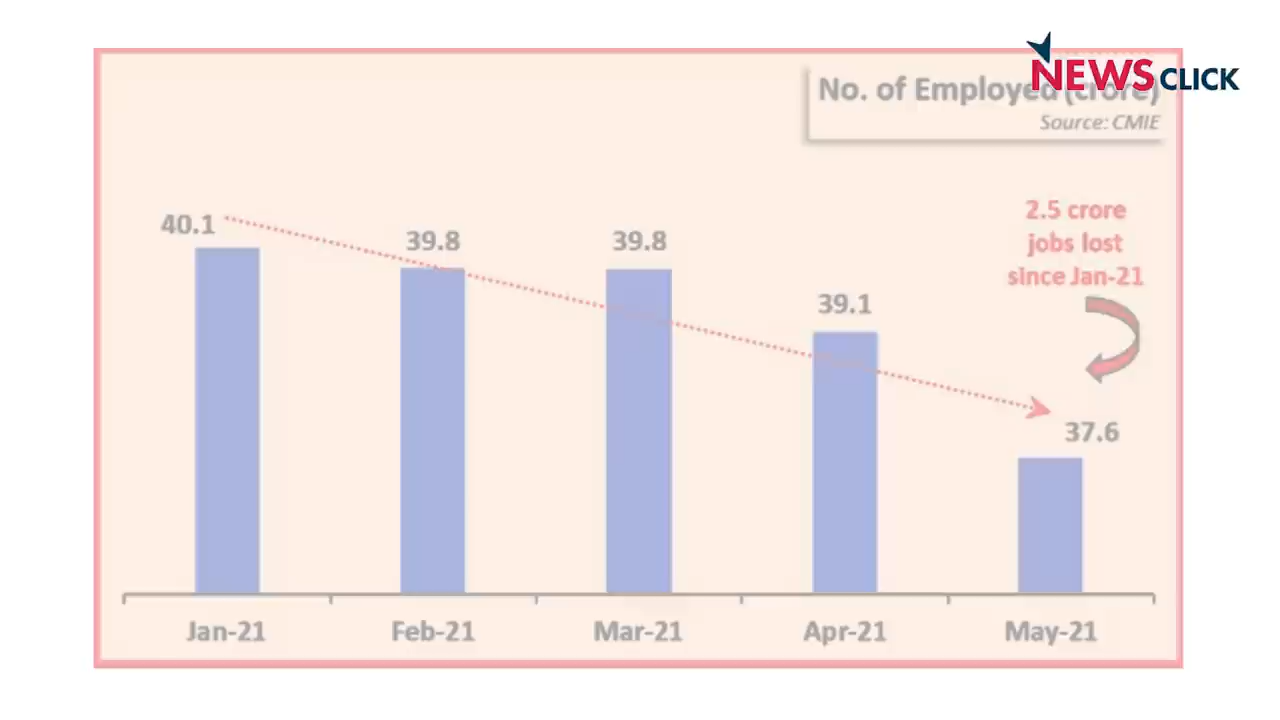 NEWSCLICK
No. of Employed (crore)
Source: CMIE
2.5 crore
jobs lost
since Jan-21
40.1
39.8
39.8
39.1
37.6
Jan-21
Feb-21
Mar-21
Apr-21
May-21